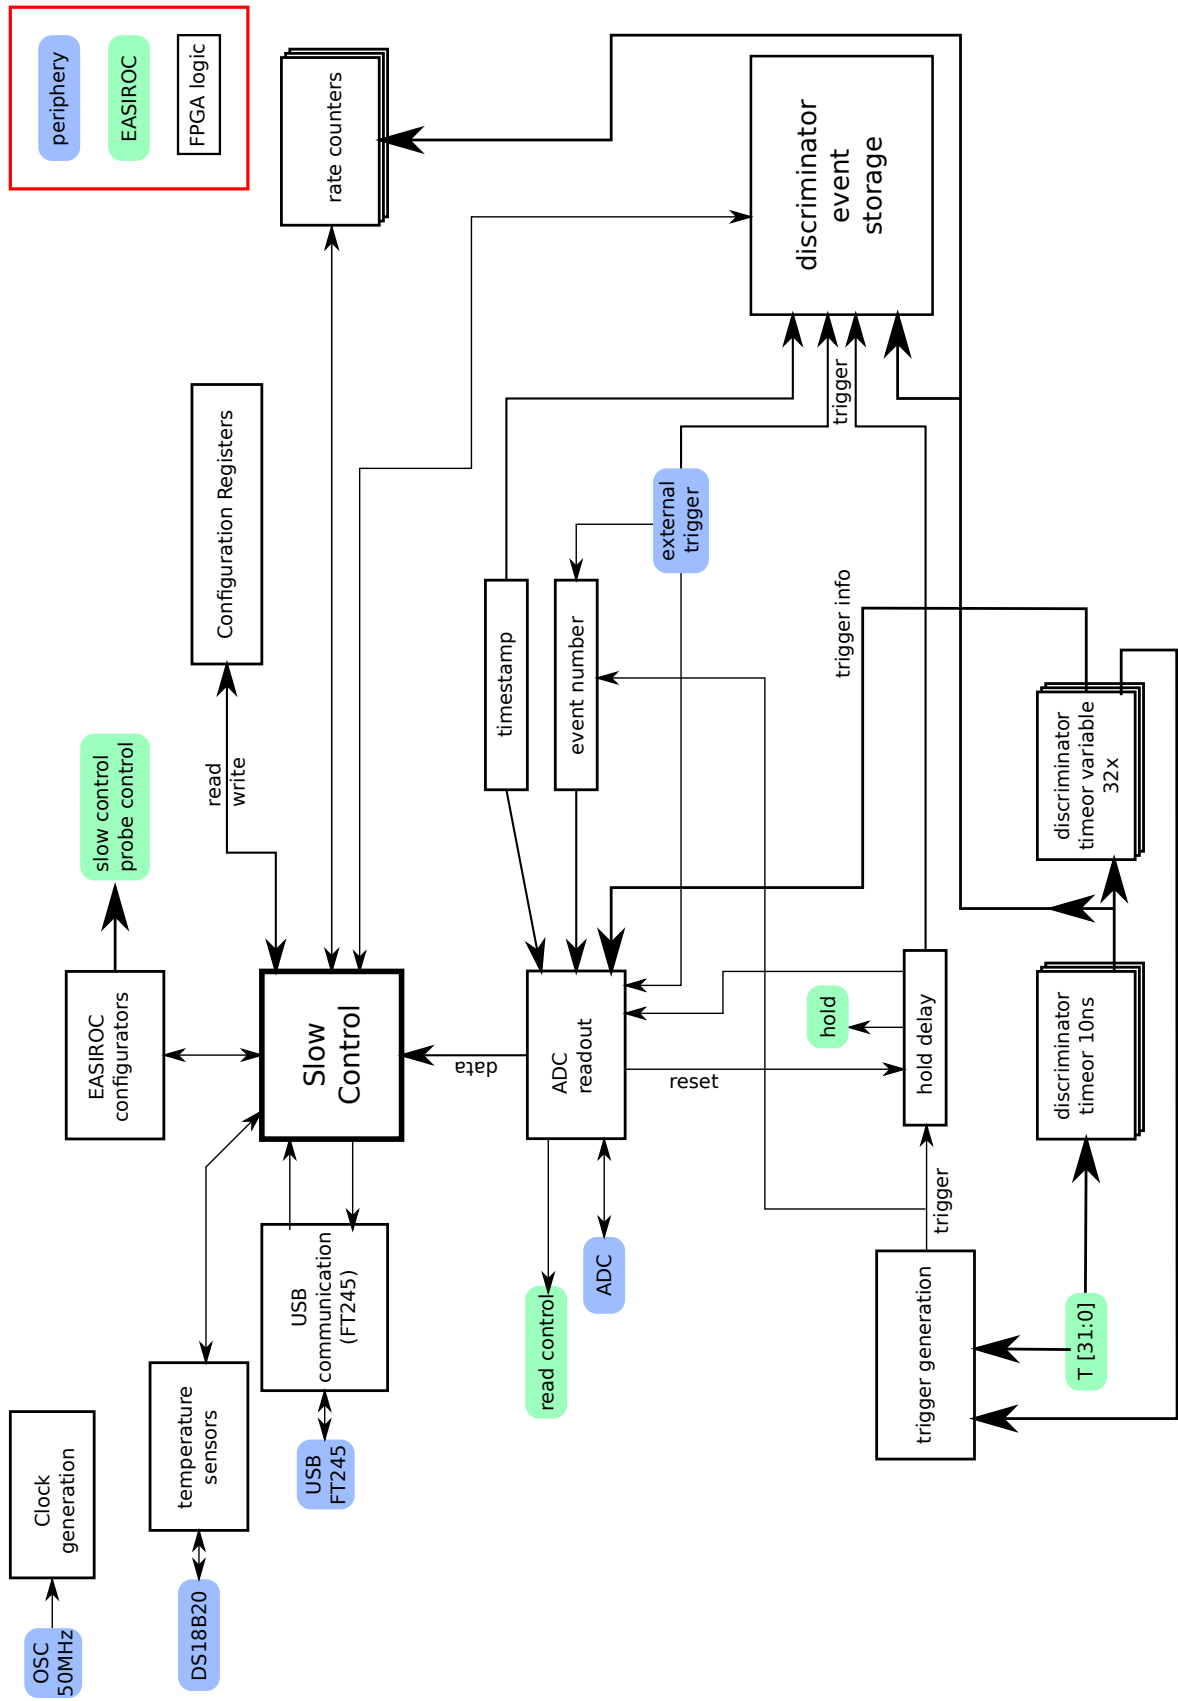 periphery
EASIROC
FPGA logic
rate counters
discriminator
event
storage
Configuration Registers
read
write
slow control
probe control
EASIROC
configurators
Slow
Control
data
timestamp
event number
external
trigger
trigger
trigger info
ADC
readout
reset
hold
hold delay
trigger
discriminator
timeor variable
32x
discriminator
timeor 10ns
T [31:0]
trigger generation
read control
ADC
USB
communication
(FT245)
USB
FT245
temperature
sensors
DS18B20
Clock
generation
OSC
50MHz